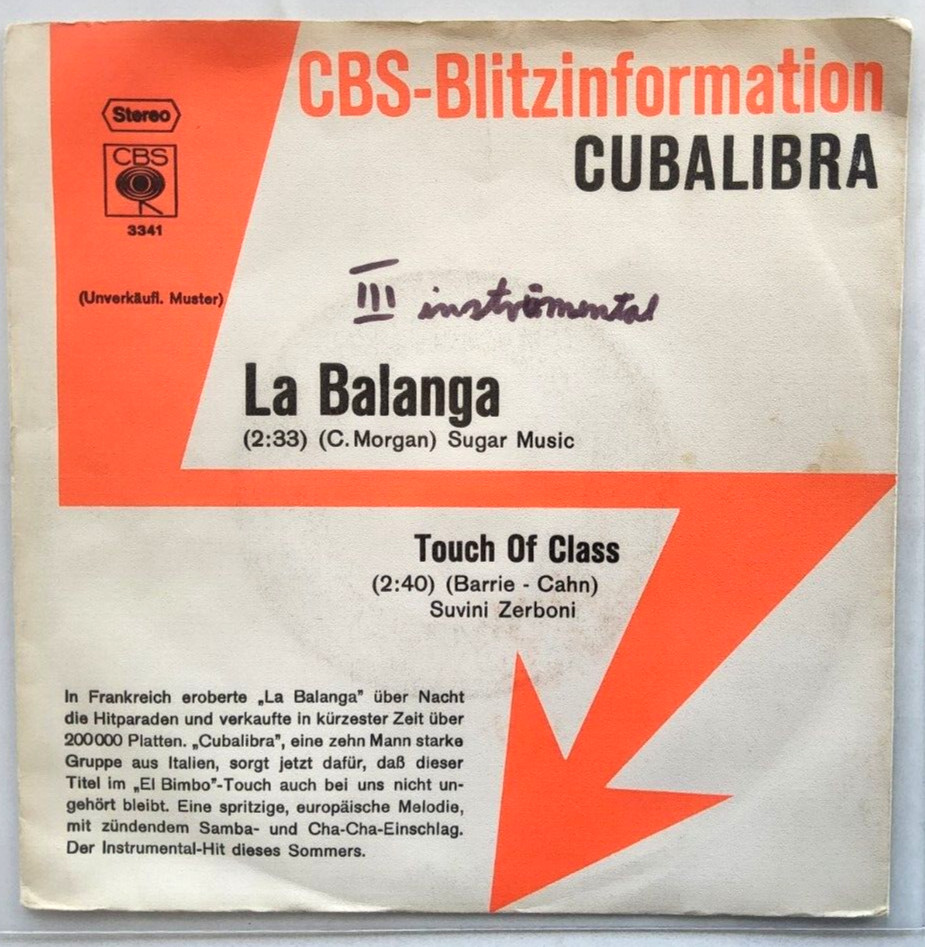 CBS-Blitzinformation
CUBALIBRA
Stereo
CBS
3341
(Unverkäufl. Muster)
III instrumental
La Balanga
(2:33) (C. Morgan) Sugar Music
Touch Of Class
(2:40) (Barrie - Cahn)
Suvini Zerboni
In Frankreich eroberte „La Balanga" über Nacht
die Hitparaden und verkaufte in kürzester Zeit über
200 000 Platten. „Cubalibra", eine zehn Mann starke
Gruppe aus Italien, sorgt jetzt dafür, daß dieser
Titel im „El Bimbo"-Touch auch bei uns nicht un-
gehört bleibt. Eine spritzige, europäische Melodie,
mit zündendem Samba- und Cha-Cha-Einschlag.
Der Instrumental-Hit dieses Sommers.